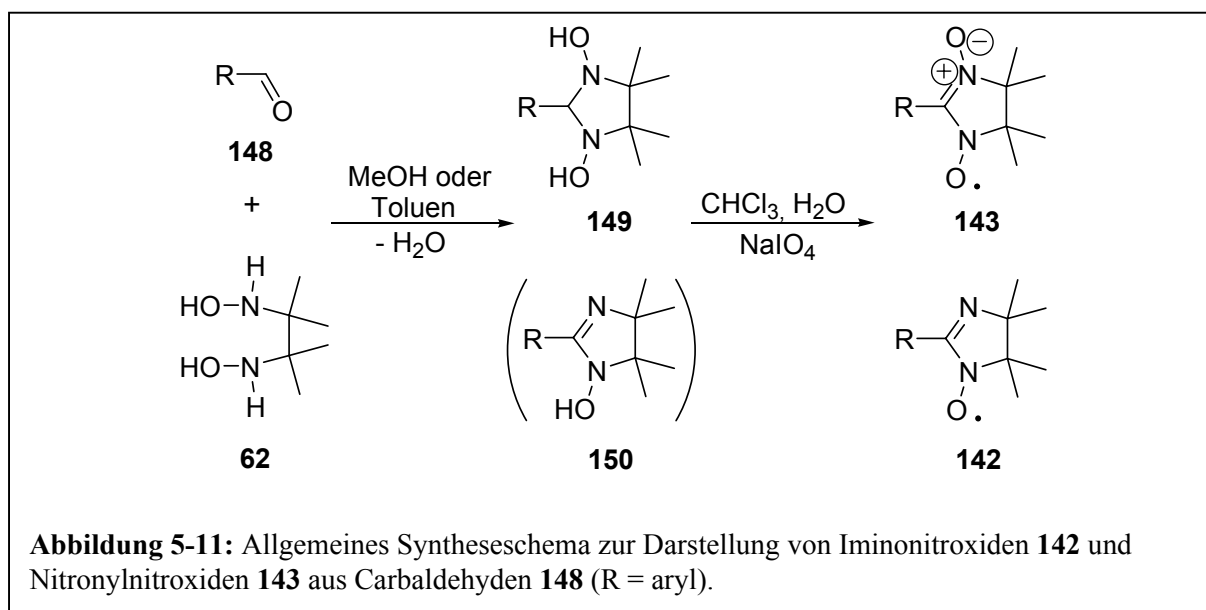 R
O
148
+
H
HO N
HO N
H
62
MeOH oder
Toluen
- H₂O
HO
N
R
N
HO
149
N
R
N
HO
150
CHCl₃, H₂O
NaIO₄
O −
+ N
R
N
O •
143
N
R
N
O •
142
Abbildung 5-11: Allgemeines Syntheseschema zur Darstellung von Iminonitroxiden 142 und
Nitronylnitroxiden 143 aus Carbaldehyden 148 (R = aryl).